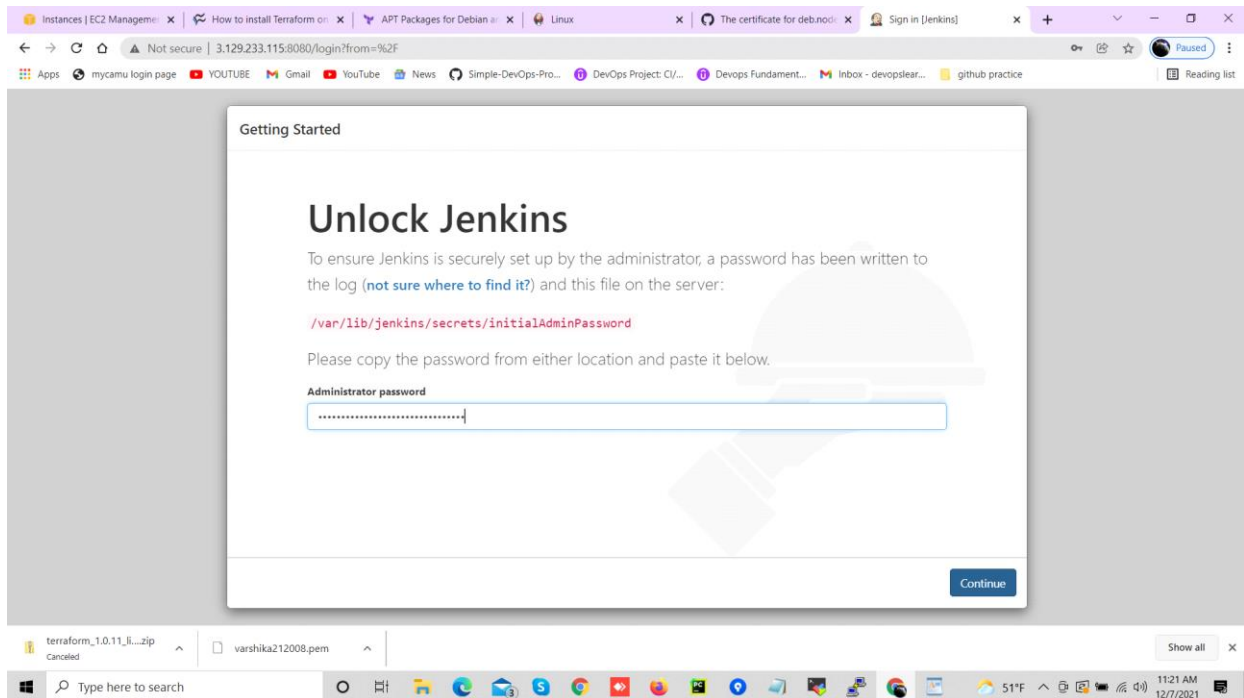 Instances | EC2 Managemen
How to install Terraform on
APT Packages for Debian ar
Linux
The certificate for deb.node
Sign in [Jenkins]
Not secure | 3.129.233.115:8080/login?from=%2F
Paused
Apps
mycamu login page
YOUTUBE
Gmail
YouTube
News
Simple-DevOps-Pro...
DevOps Project: CI/...
Devops Fundament...
Inbox - devopslear...
github practice
Reading list
Getting Started
Unlock Jenkins
To ensure Jenkins is securely set up by the administrator, a password has been written to
the log (not sure where to find it?) and this file on the server:
/var/lib/jenkins/secrets/initialAdminPassword
Please copy the password from either location and paste it below.
Administrator password
Continue
terraform_1.0.11_li....zip
Canceled
varshika212008.pem
Show all
Type here to search
51°F
11:21 AM
12/7/2021